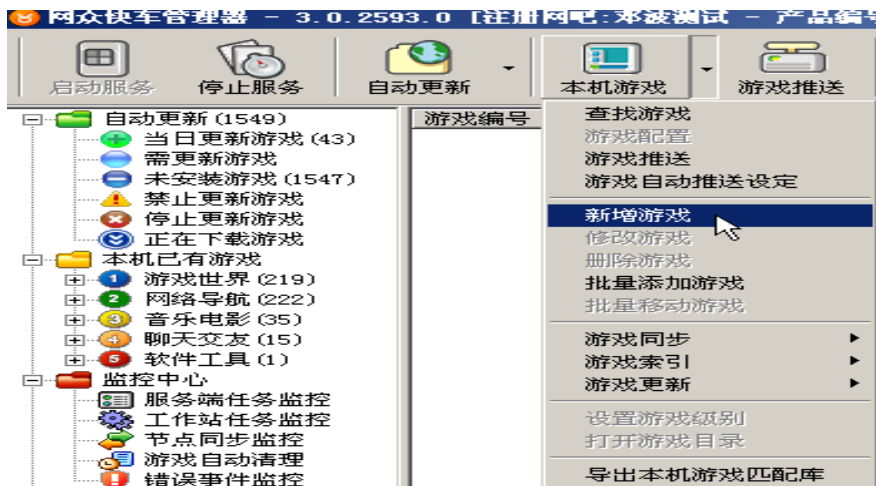 网众快车管理器 - 3.0.2593.0 [注册网吧:邓波测试 - 产品编号
启动服务 停止服务 自动更新 本机游戏 游戏推送
自动更新(1549)
当日更新游戏(43)
需更新游戏
未安装游戏(1547)
禁止更新游戏
停止更新游戏
正在下载游戏
本机已有游戏
1 游戏世界(219)
2 网络导航(222)
3 音乐电影(35)
4 聊天交友(15)
5 软件工具(1)
监控中心
服务端任务监控
工作站任务监控
节点同步监控
游戏自动清理
错误事件监控
游戏编号
查找游戏
游戏配置
游戏推送
游戏自动推送设定
新增游戏
修改游戏
删除游戏
批量添加游戏
批量移动游戏
游戏同步
游戏索引
游戏更新
设置游戏级别
打开游戏目录
导出本机游戏匹配库